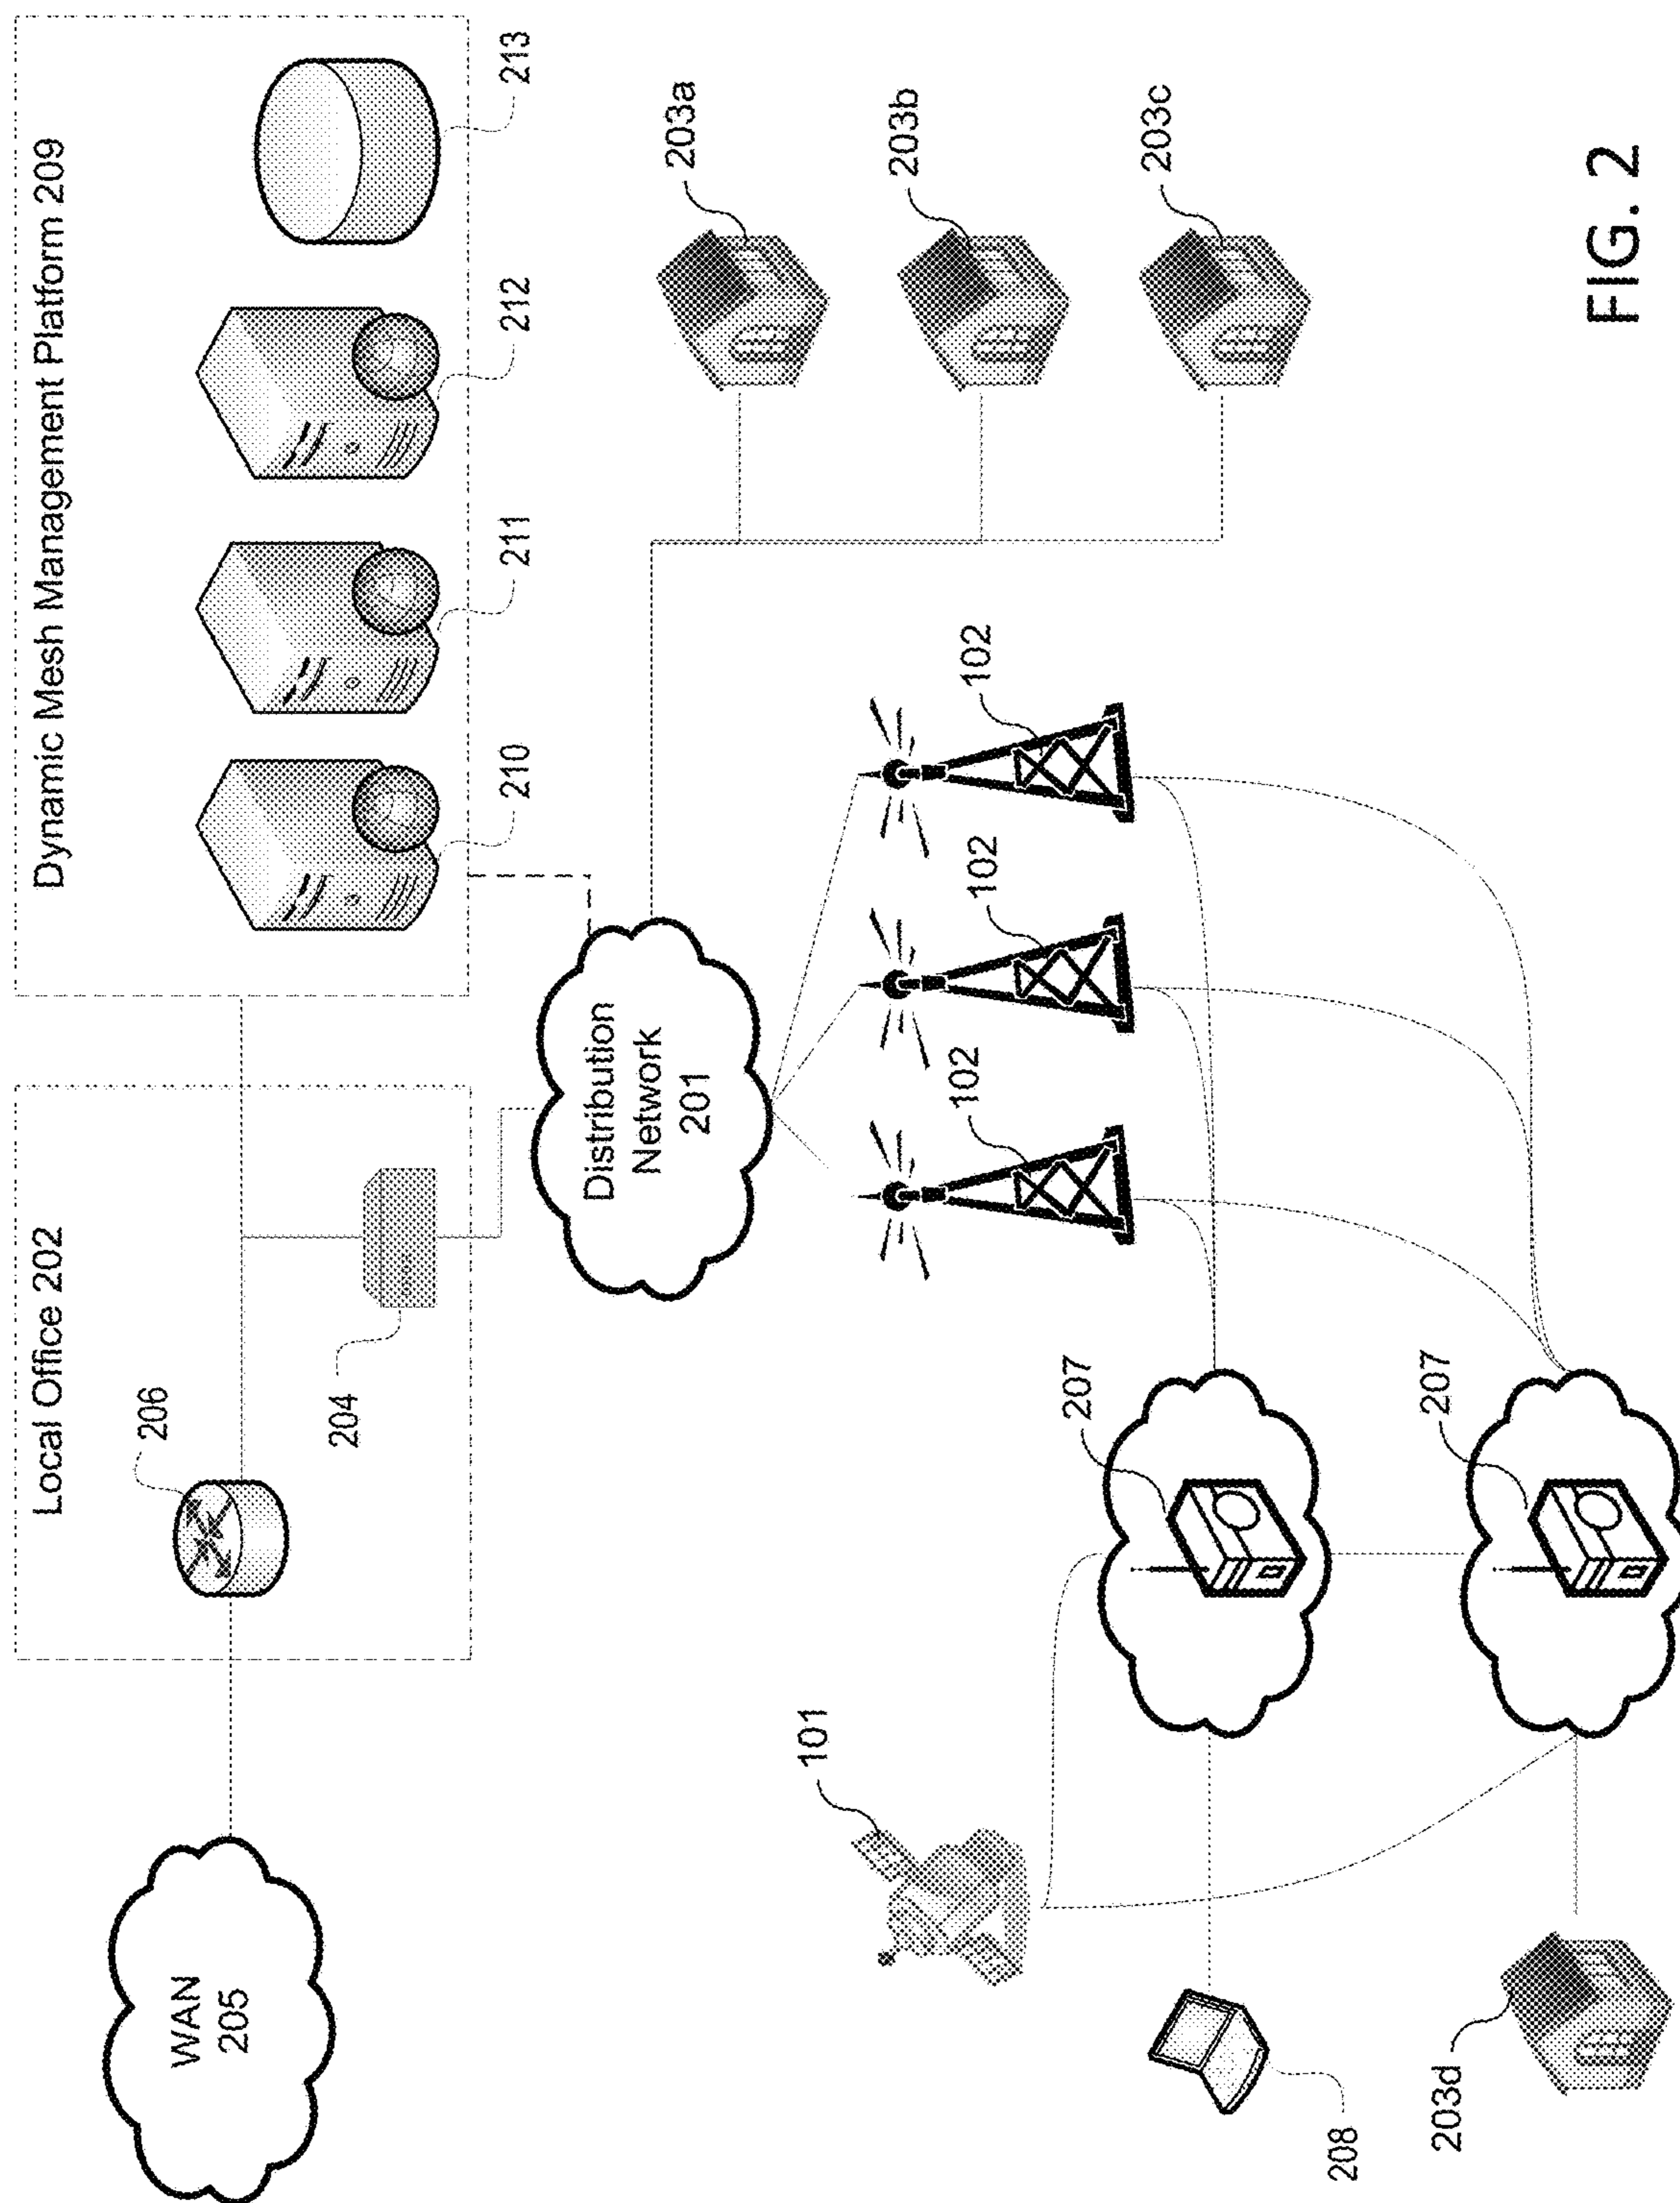 WAN
205
Local Office 202
206
204
Dynamic Mesh Management Platform 209
210
211
212
213
Distribution
Network
201
203a
203b
203c
102
102
102
101
207
207
208
203d
FIG. 2